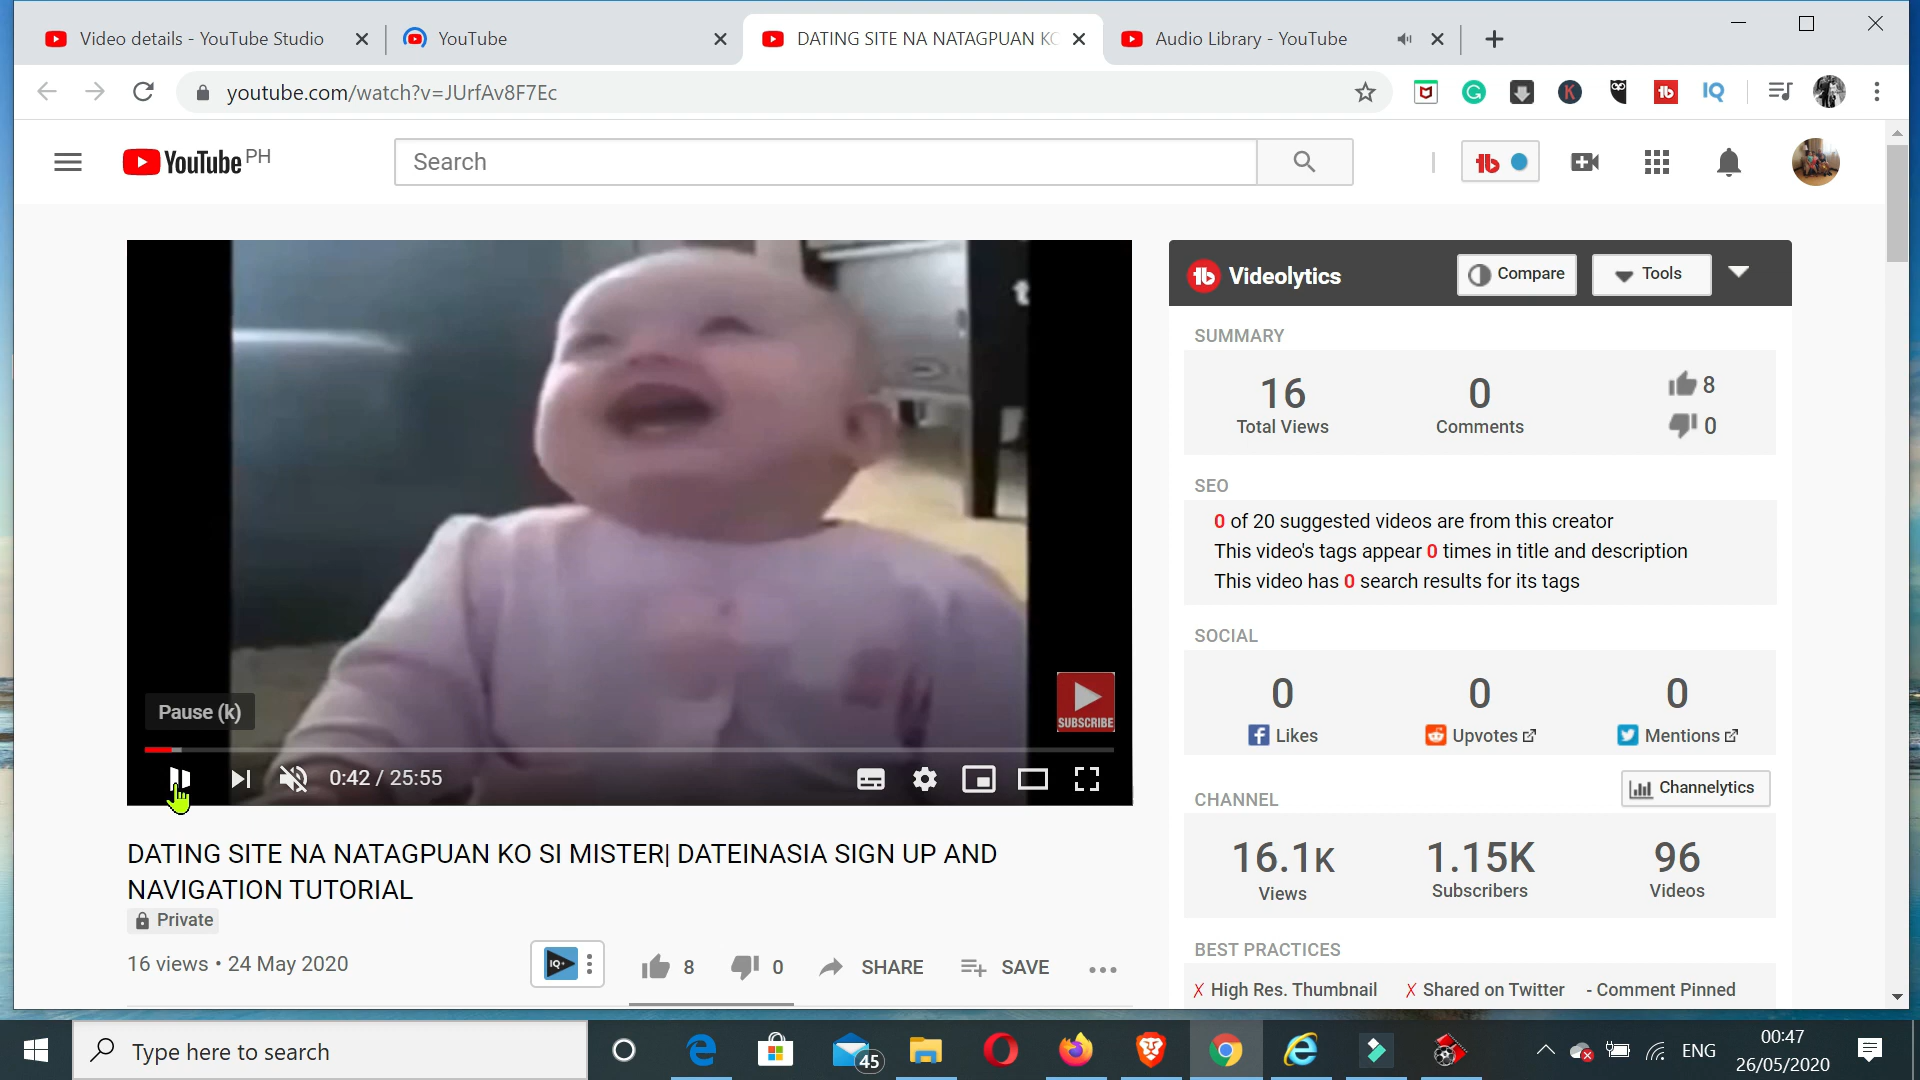 Video details - YouTube Studio
YouTube
DATING SITE NA NATAGPUAN KO
Audio Library - YouTube
youtube.com/watch?v=JUrfAv8F7Ec
YouTube PH
Search
Videolytics
Compare
Tools
SUMMARY
16
Total Views
0
Comments
8
0
SEO
0 of 20 suggested videos are from this creator
This video's tags appear 0 times in title and description
This video has 0 search results for its tags
SOCIAL
0
Likes
0
Upvotes
0
Mentions
Channelytics
CHANNEL
16.1K
Views
1.15K
Subscribers
96
Videos
BEST PRACTICES
X High Res. Thumbnail
X Shared on Twitter
- Comment Pinned
SUBSCRIBE
Pause (k)
0:42 / 25:55
DATING SITE NA NATAGPUAN KO SI MISTER| DATEINASIA SIGN UP AND
NAVIGATION TUTORIAL
Private
16 views • 24 May 2020
IQ+
8
0
SHARE
SAVE
Type here to search
45
ENG
00:47
26/05/2020